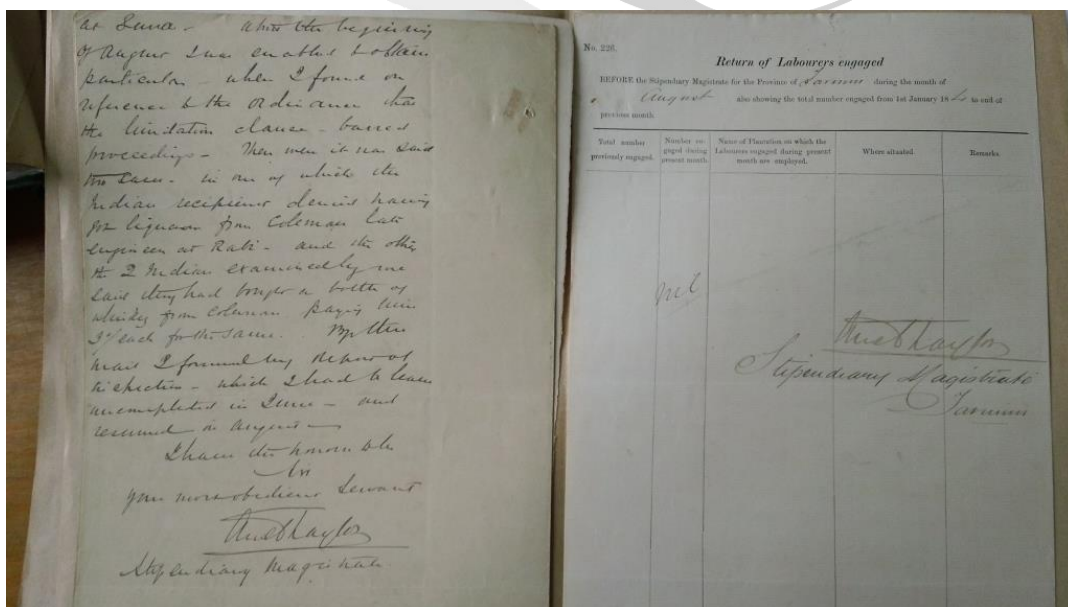 at Suva - about the beginning
of August I was enabled to obtain
particulars - when I found on
reference to the Ordinance that
the limitation clause - barred
proceedings - There were it was said
two cases - in one of which the
Indian recipient denied having
got liquor from Coleman late
engineer at Rabi - and the other
the 2 Indians examined by me
said they had bought a bottle of
whisky from Coleman paying him
3/- each for the same. By this
mail I forward my report of
inspection - which I had to leave
uncompleted in June - and
resumed in August -
I have the honour to be
Sir
your most obedient Servant
Stipendiary Magistrate.
No. 226.
Return of Labourers engaged
BEFORE the Stipendiary Magistrate for the Province of during the month of
August also showing the total number engaged from 1st January 18 to end of
previous month.
Total number
previously engaged.
Number en-
gaged during
present month.
Name of Plantation on which the
Labourers engaged during present
month are employed.
Where situated.
Remarks
nil
Stipendiary Magistrate